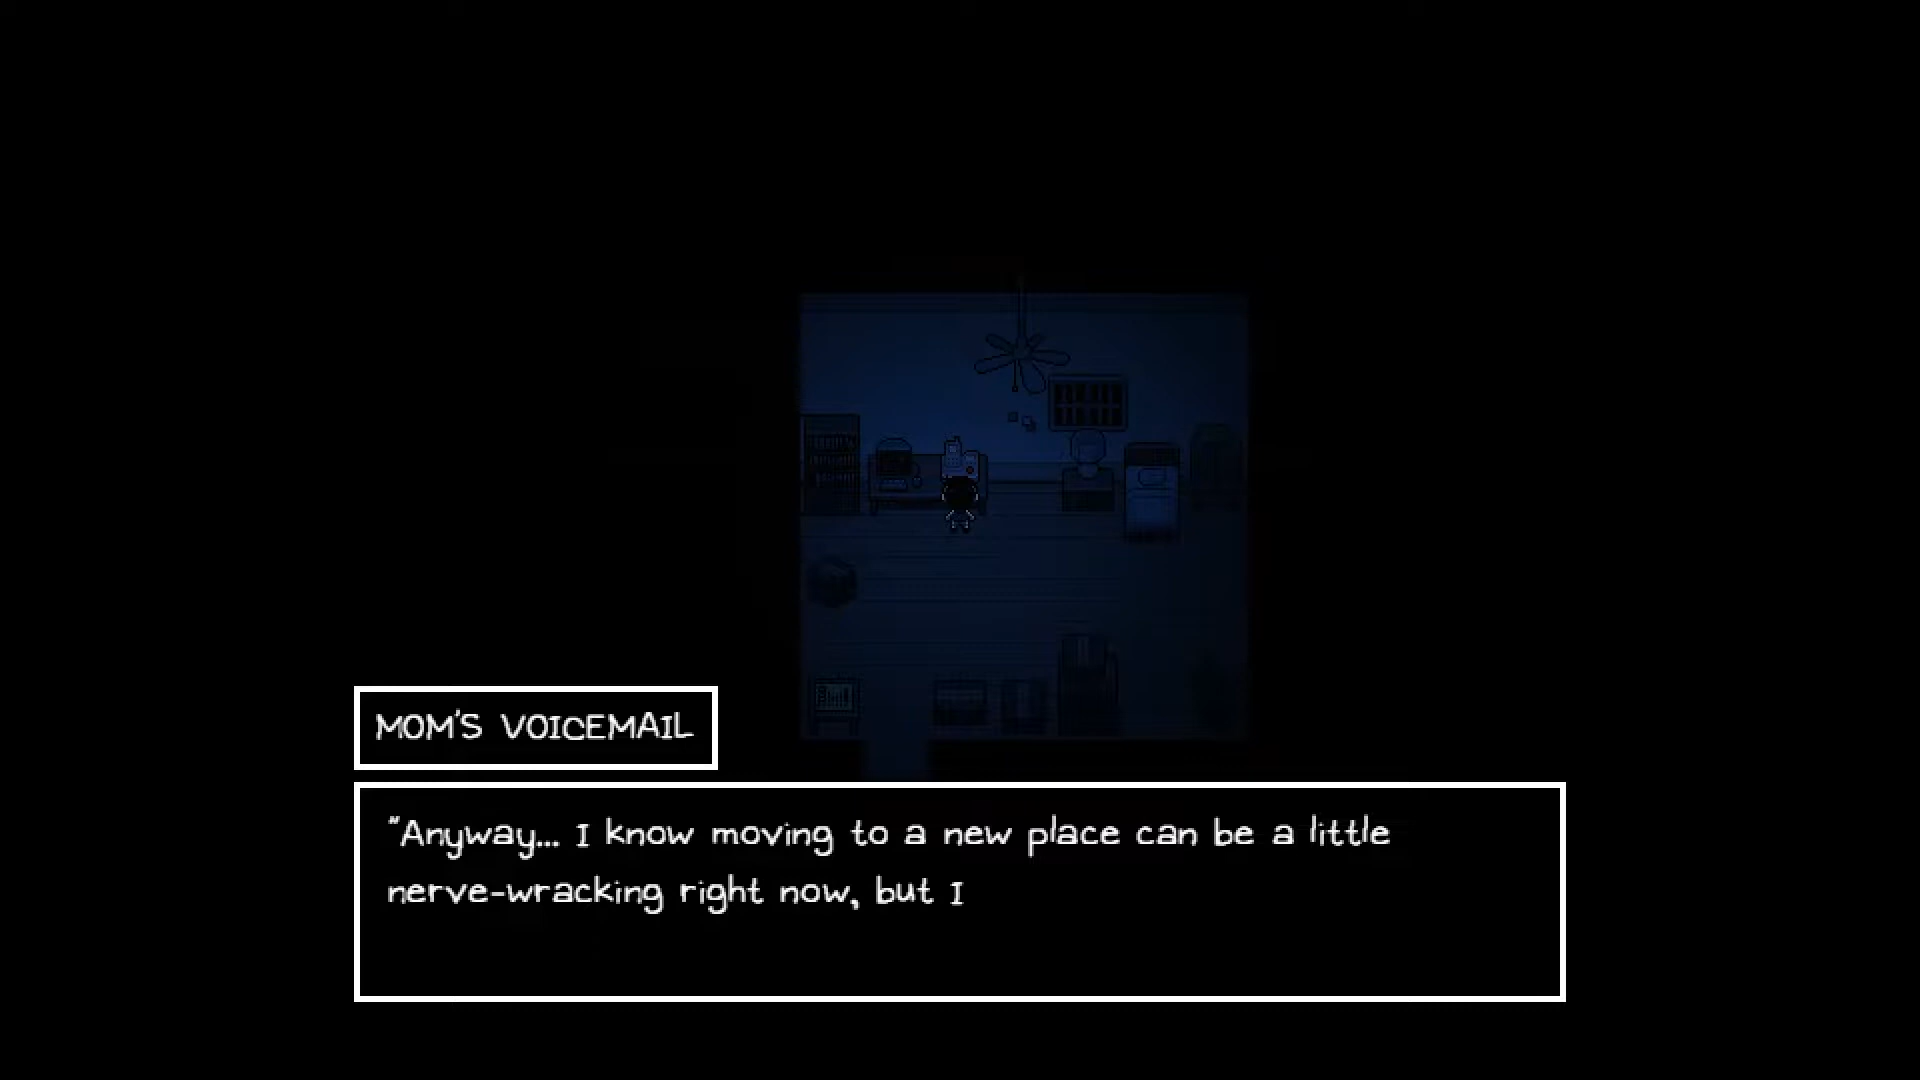 MOM'S VOICEMAIL
"Anyway... I know moving to a new place can be a little
nerve-wracking right now, but I